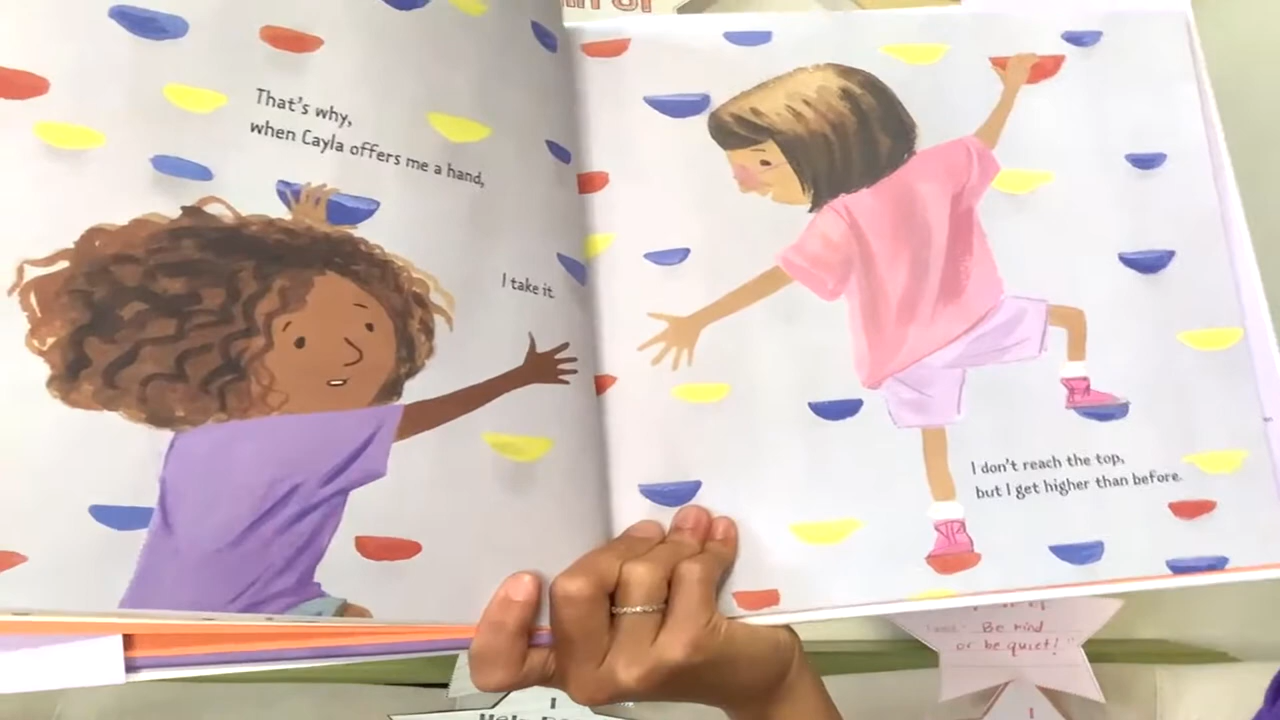 That's why,
when Cayla offers me a hand,
I take it.
I don't reach the top,
but I get higher than before.
Be kind
or be quiet!"
I